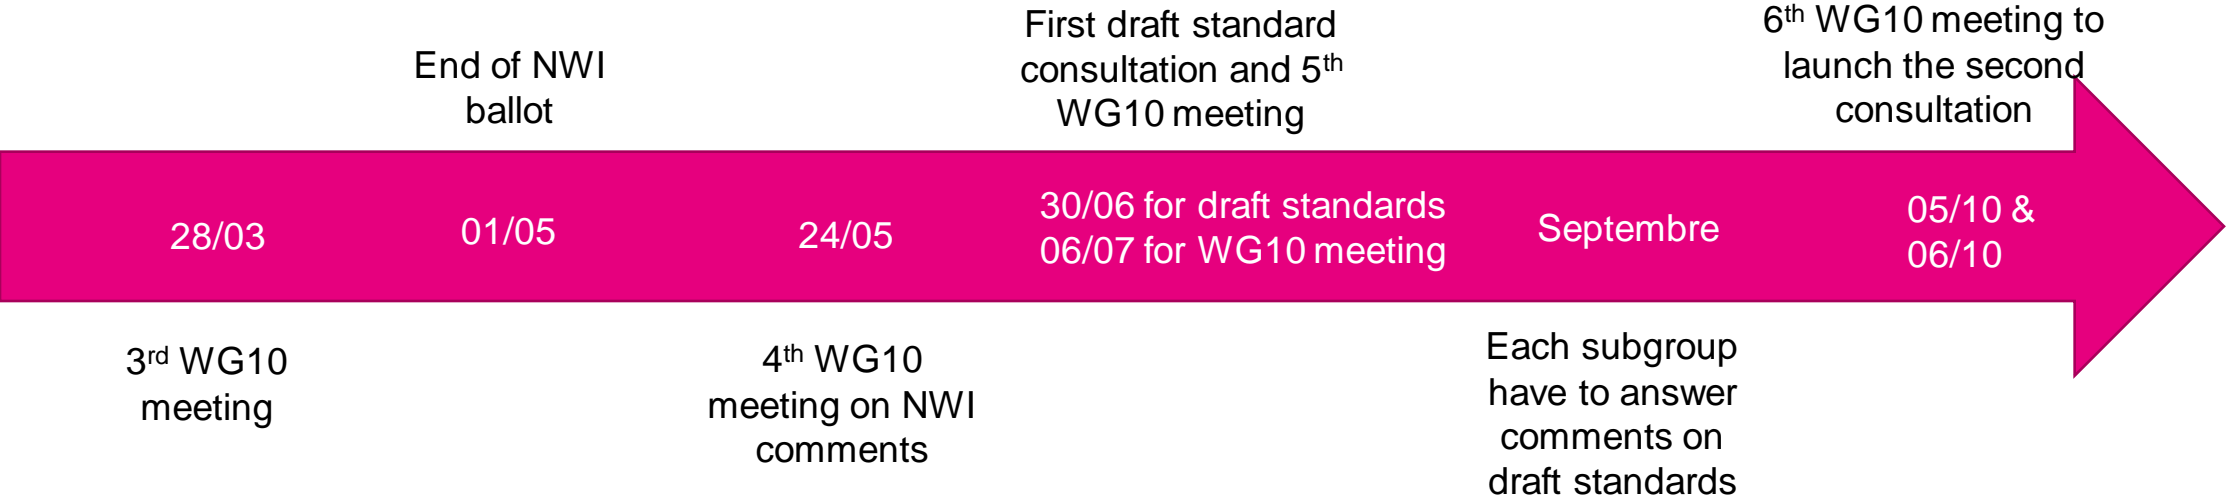 End of NWI
ballot
First draft standard
consultation and 5th
WG10 meeting
6th WG10 meeting to
launch the second
consultation
28/03
01/05
24/05
30/06 for draft standards
06/07 for WG10 meeting
Septembre
05/10 &
06/10
3rd WG10
meeting
4th WG10
meeting on NWI
comments
Each subgroup
have to answer
comments on
draft standards